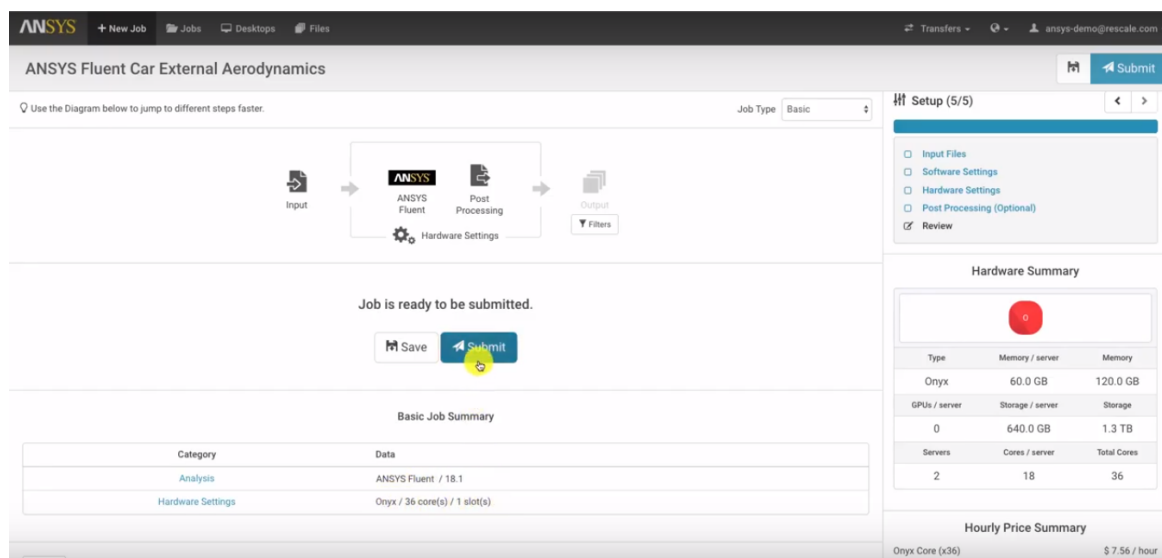 ANSYS + New Job Jobs Desktops Files Transfers ansys-demo@rescale.com
ANSYS Fluent Car External Aerodynamics
Submit
Use the Diagram below to jump to different steps faster.
Job Type Basic
Input
ANSYS
ANSYS
Fluent
Post
Processing
Hardware Settings
Output
Filters
Job is ready to be submitted.
Save Submit
Basic Job Summary
Category Data
Analysis ANSYS Fluent / 18.1
Hardware Settings Onyx / 36 core(s) / 1 slot(s)
Setup (5/5)
Input Files
Software Settings
Hardware Settings
Post Processing (Optional)
Review
Hardware Summary
O
Type Memory / server Memory
Onyx 60.0 GB 120.0 GB
GPUs / server Storage / server Storage
0 640.0 GB 1.3 TB
Servers Cores / server Total Cores
2 18 36
Hourly Price Summary
Onyx Core (x36) $ 7.56 / hour